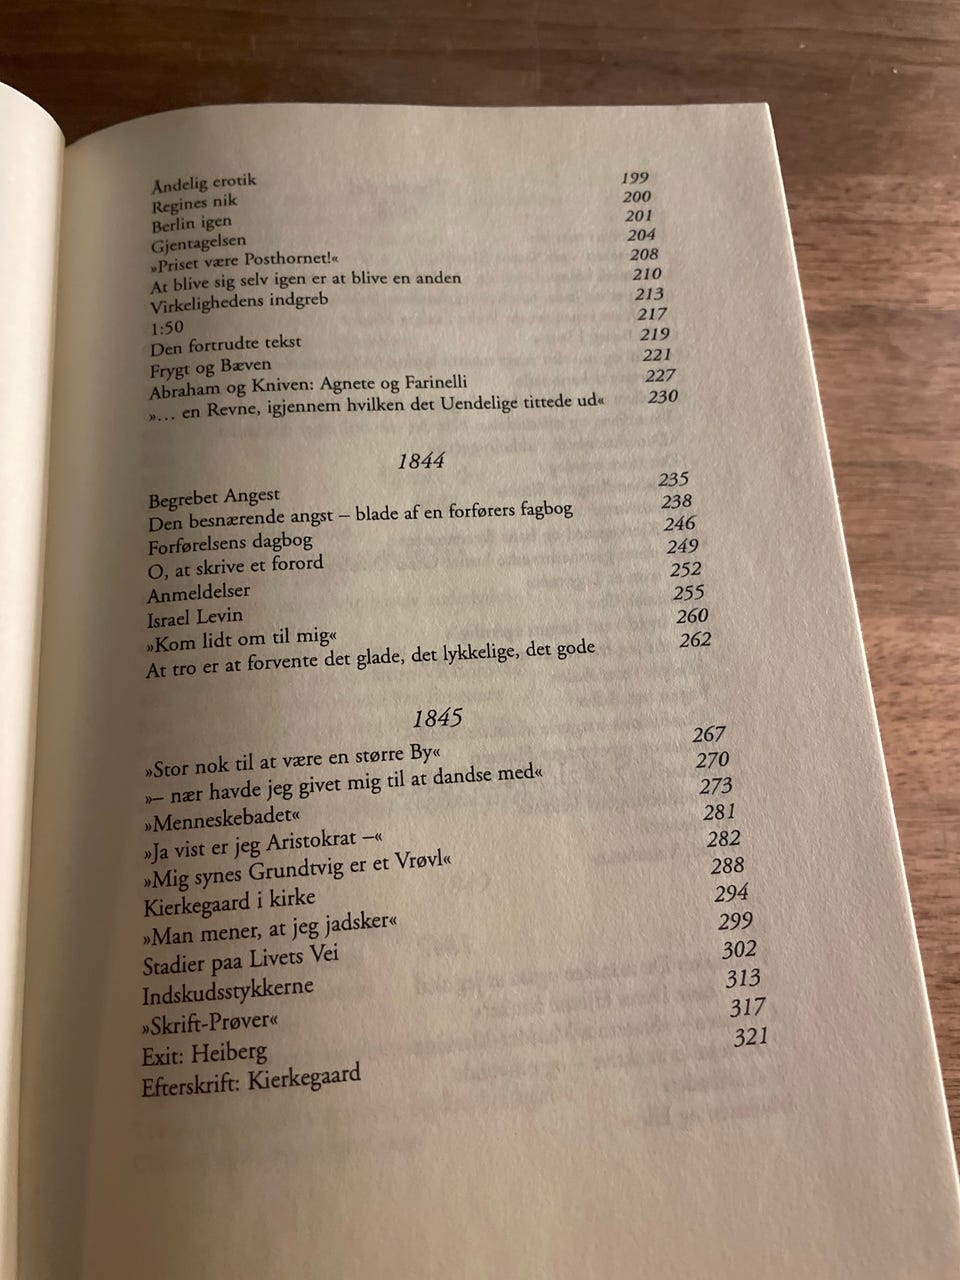 Åndelig erotik 199
Regines nik 200
Berlin igen 201
Gjentagelsen 204
»Priset være Posthornet!« 208
At blive sig selv igen er at blive en anden 210
Virkelighedens indgreb 213
1:50 217
Den fortrudte tekst 219
Frygt og Bæven 221
Abraham og Kniven: Agnete og Farinelli 227
»... en Revne, igjennem hvilken det Uendelige tittede ud« 230
1844
Begrebet Angest 235
Den besnærende angst – blade af en forførers fagbog 238
Forførelsens dagbog 246
O, at skrive et forord 249
Anmeldelser 252
Israel Levin 255
»Kom lidt om til mig« 260
At tro er at forvente det glade, det lykkelige, det gode 262
1845
»Stor nok til at være en større By« 267
»– nær havde jeg givet mig til at dandse med« 270
»Menneskebadet« 273
»Ja vist er jeg Aristokrat –« 281
»Mig synes Grundtvig er et Vrøvl« 282
Kierkegaard i kirke 288
»Man mener, at jeg jadsker« 294
Stadier paa Livets Vei 299
Indskudsstykkerne 302
»Skrift-Prøver« 313
Exit: Heiberg 317
Efterskrift: Kierkegaard 321